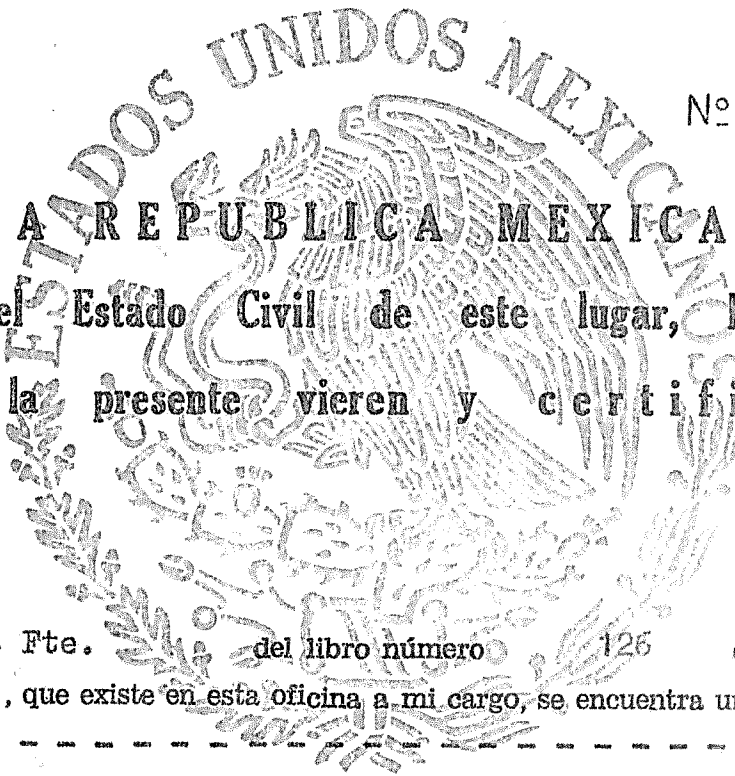 ESTADOS UNIDOS MEXICANOS
Nº
A REPUBLICA MEXICA
el Estado Civil de este lugar,
la presente vieren y certifi
Fte. del libro número 126
, que existe en esta oficina a mi cargo, se encuentra un